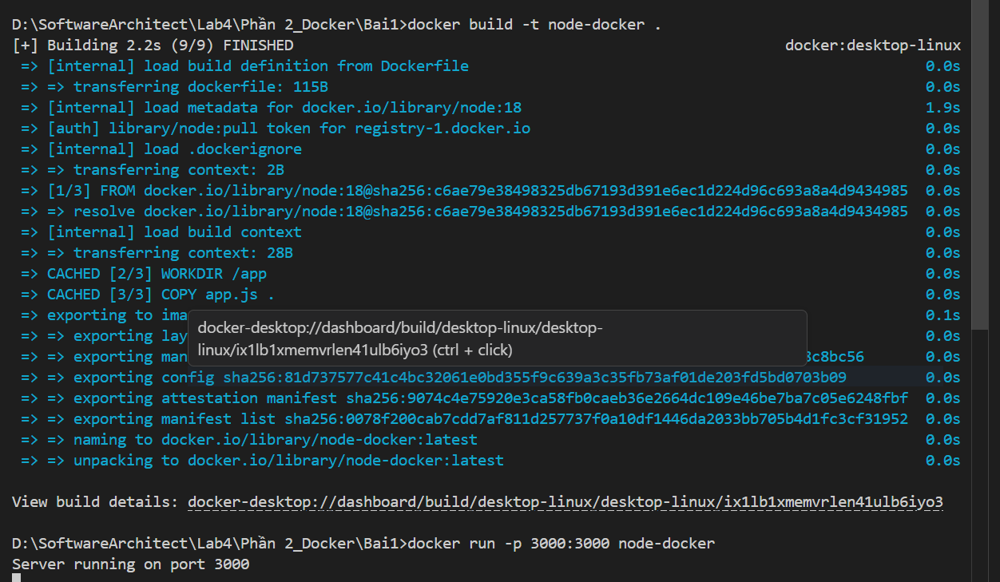 D:\SoftwareArchitect\Lab4\Phần 2_Docker\Bai1>docker build -t node-docker .
[+] Building 2.2s (9/9) FINISHED docker:desktop-linux
=> [internal] load build definition from Dockerfile 0.0s
=> => transferring dockerfile: 115B 0.0s
=> [internal] load metadata for docker.io/library/node:18 1.9s
=> [auth] library/node:pull token for registry-1.docker.io 0.0s
=> [internal] load .dockerignore 0.0s
=> => transferring context: 2B 0.0s
=> [1/3] FROM docker.io/library/node:18@sha256:c6ae79e38498325db67193d391e6ec1d224d96c693a8a4d9434985 0.0s
=> => resolve docker.io/library/node:18@sha256:c6ae79e38498325db67193d391e6ec1d224d96c693a8a4d9434985 0.0s
=> [internal] load build context 0.0s
=> => transferring context: 28B 0.0s
=> CACHED [2/3] WORKDIR /app 0.0s
=> CACHED [3/3] COPY app.js . 0.0s
=> exporting to ima 0.1s
docker-desktop://dashboard/build/desktop-linux/desktop-
linux/ix1lb1xmemvrlen41ulb6iyo3 (ctrl + click)
=> => exporting lay 0.0s
=> => exporting man 3c8bc56 0.0s
=> => exporting config sha256:81d737577c41c4bc32061e0bd355f9c639a3c35fb73af01de203fd5bd0703b09 0.0s
=> => exporting attestation manifest sha256:9074c4e75920e3ca58fb0caeb36e2664dc109e46be7ba7c05e6248fbf 0.0s
=> => exporting manifest list sha256:0078f200cab7cdd7af811d257737f0a10df1446da2033bb705b4d1fc3cf31952 0.0s
=> => naming to docker.io/library/node-docker:latest 0.0s
=> => unpacking to docker.io/library/node-docker:latest 0.0s
View build details: docker-desktop://dashboard/build/desktop-linux/desktop-linux/ix1lb1xmemvrlen41ulb6iyo3
D:\SoftwareArchitect\Lab4\Phần 2_Docker\Bai1>docker run -p 3000:3000 node-docker
Server running on port 3000